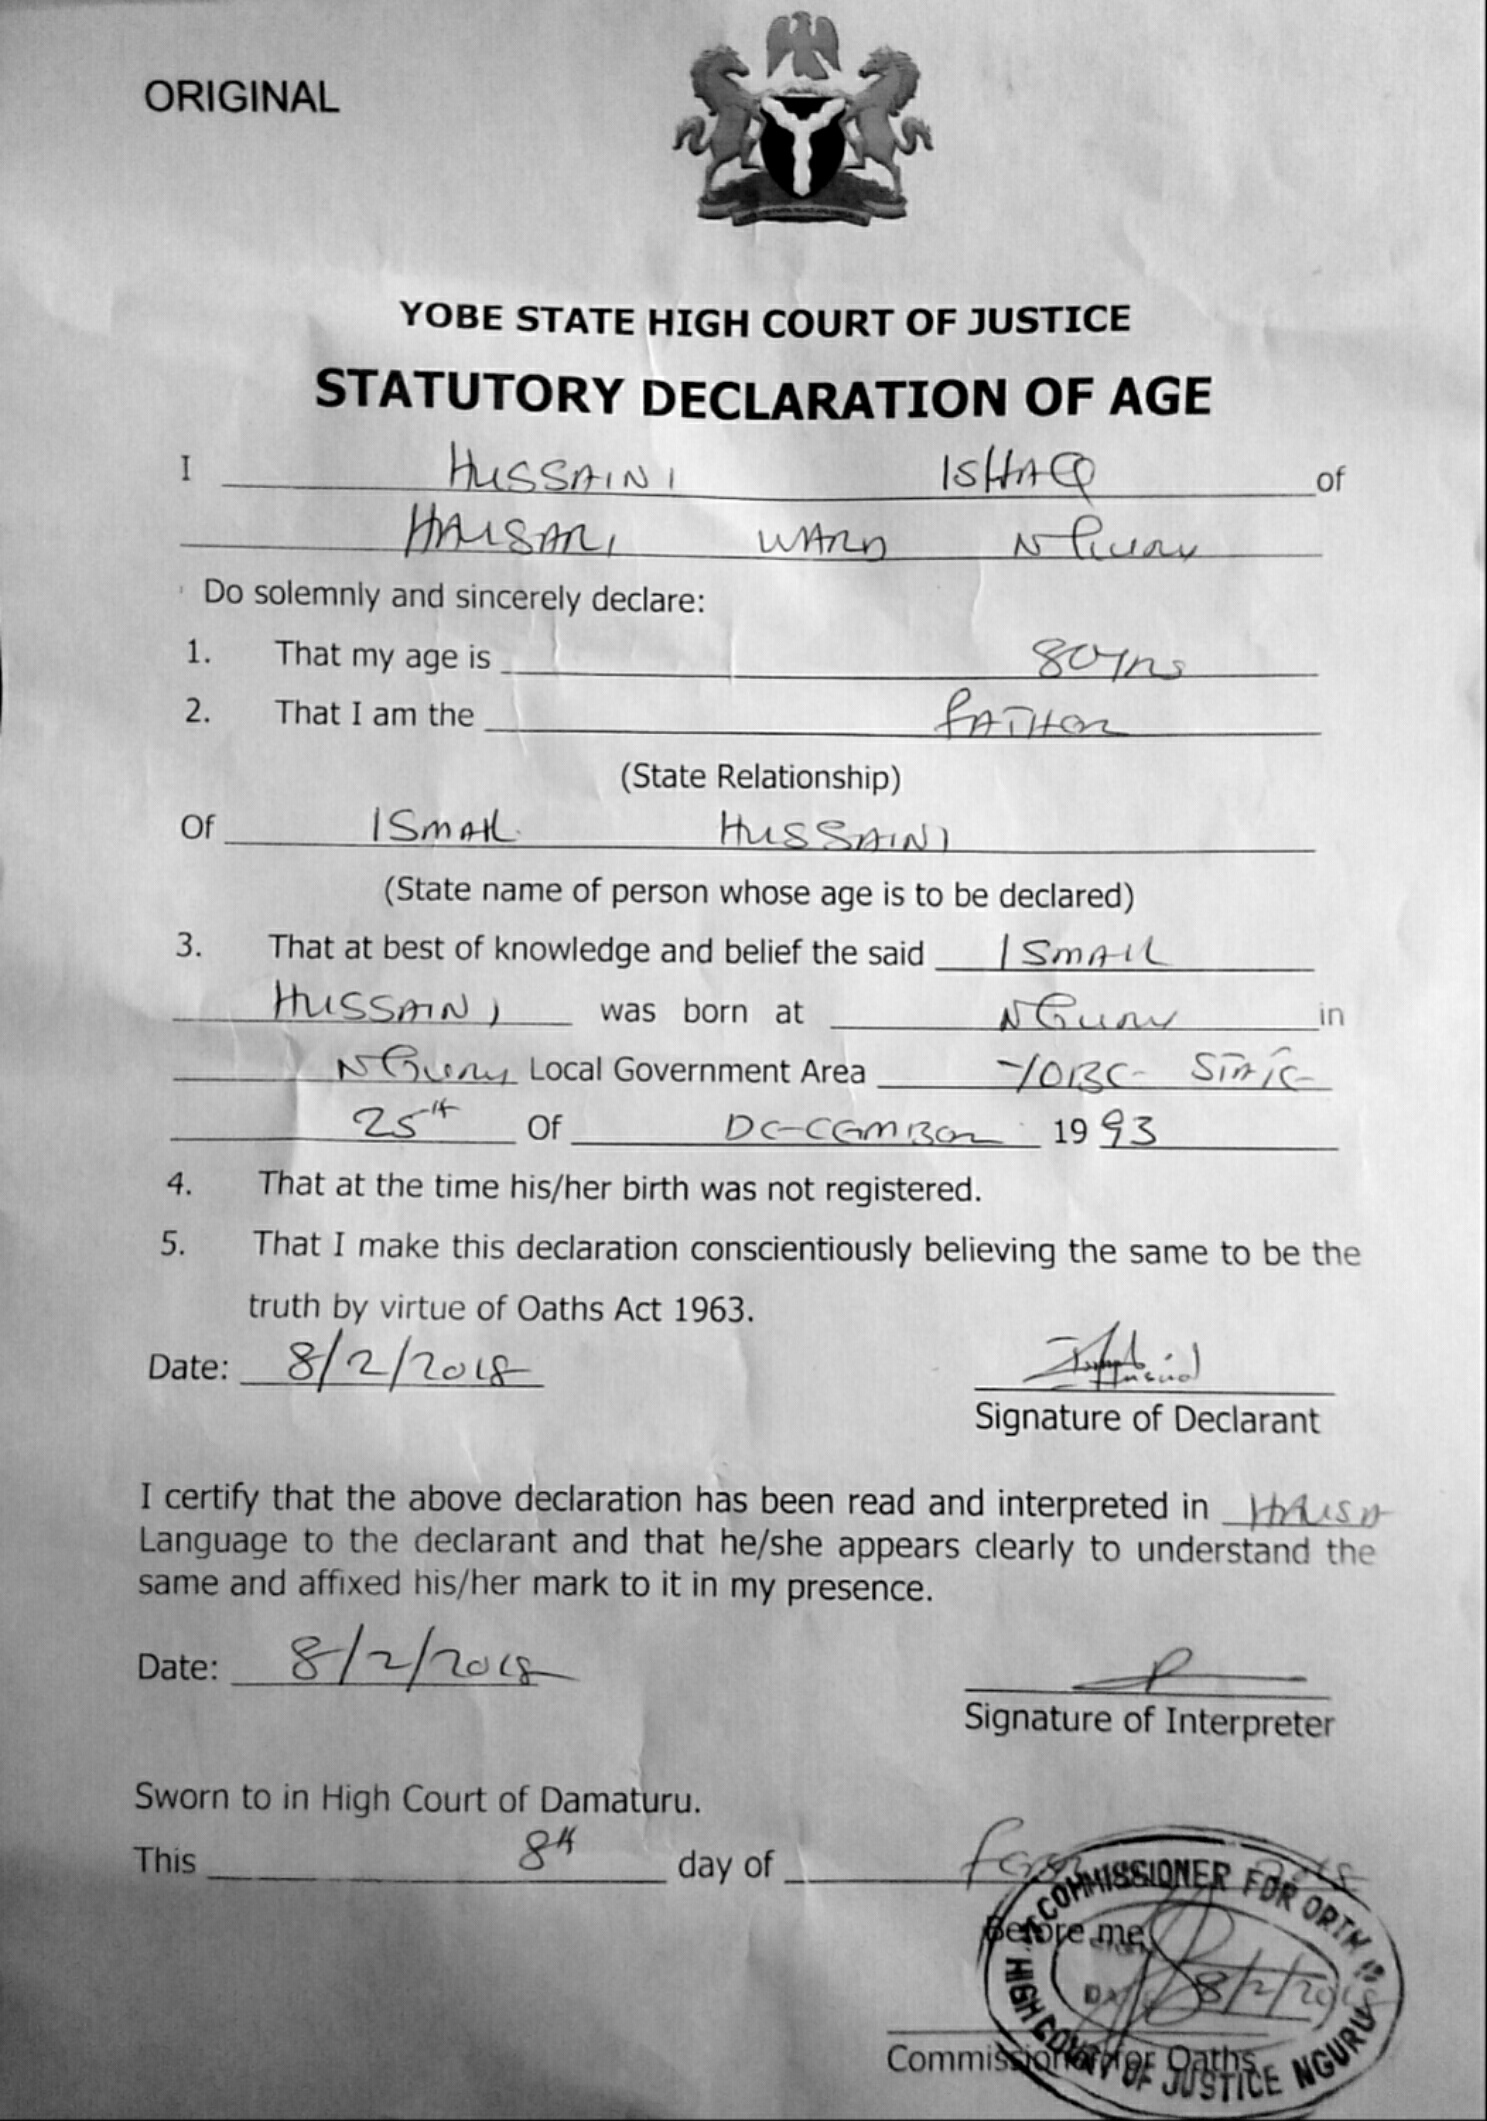 ORIGINAL
YOBE STATE HIGH COURT OF JUSTICE
STATUTORY DECLARATION OF AGE
I HUSSAINI ISHAQ of
HAUSARI WARD NGURU
Do solemnly and sincerely declare:
1. That my age is 80yrs
2. That I am the FATHER
(State Relationship)
Of ISMAIL HUSSAINI
(State name of person whose age is to be declared)
3. That at best of knowledge and belief the said ISMAIL
HUSSAINI was born at NGURU in
NGURU Local Government Area YOBE STATE
25th Of DECEMBER 1993
4. That at the time his/her birth was not registered.
5. That I make this declaration conscientiously believing the same to be the
truth by virtue of Oaths Act 1963.
Date: 8/2/2018
Signature of Declarant
I certify that the above declaration has been read and interpreted in HAUSA
Language to the declarant and that he/she appears clearly to understand the
same and affixed his/her mark to it in my presence.
Date: 8/2/2018
Signature of Interpreter
Sworn to in High Court of Damaturu.
This 8th day of 2018
Before me
COMMISSIONER FOR ORTH
DATE 8/2/2018
HIGH COURT OF JUSTICE NGURU
Commissioner for Oaths